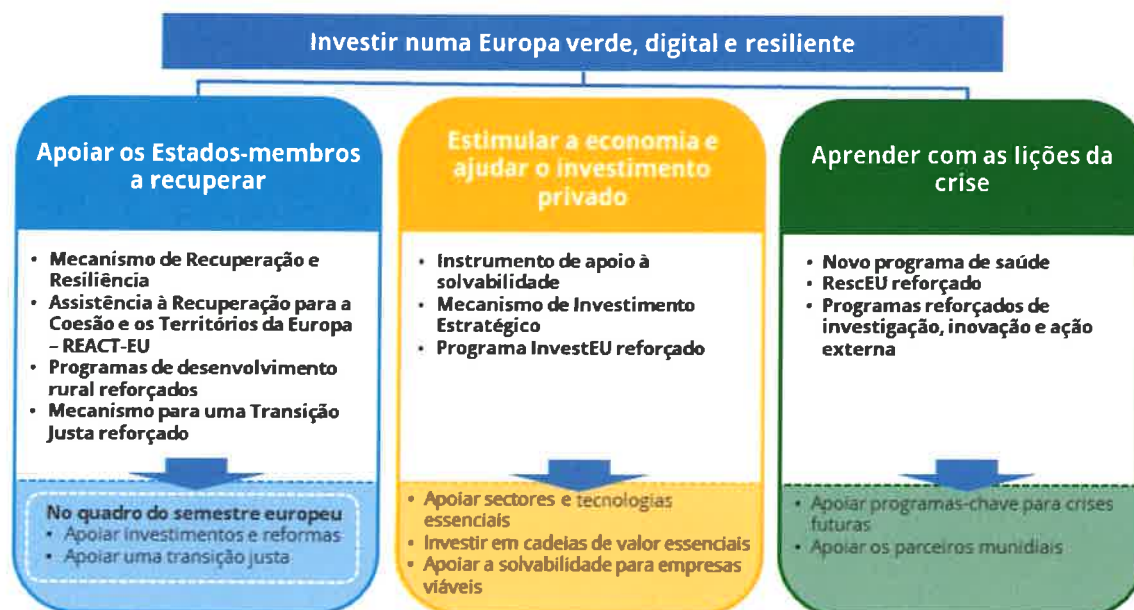 Investir numa Europa verde, digital e resiliente
Apoiar os Estados-membros
a recuperar
• Mecanismo de Recuperação e
Resiliência
• Assistência à Recuperação para a
Coesão e os Territórios da Europa
– REACT-EU
• Programas de desenvolvimento
rural reforçados
• Mecanismo para uma Transição
Justa reforçado
No quadro do semestre europeu
• Apoiar investimentos e reformas
• Apoiar uma transição justa
Estimular a economia e
ajudar o investimento
privado
• Instrumento de apoio à
solvabilidade
• Mecanismo de Investimento
Estratégico
• Programa InvestEU reforçado
• Apoiar sectores e tecnologias
essenciais
• Investir em cadeias de valor essenciais
• Apoiar a solvabilidade para empresas
viáveis
Aprender com as lições da
crise
• Novo programa de saúde
• RescEU reforçado
• Programas reforçados de
investigação, inovação e ação
externa
• Apoiar programas-chave para crises
futuras
• Apoiar os parceiros munidiais